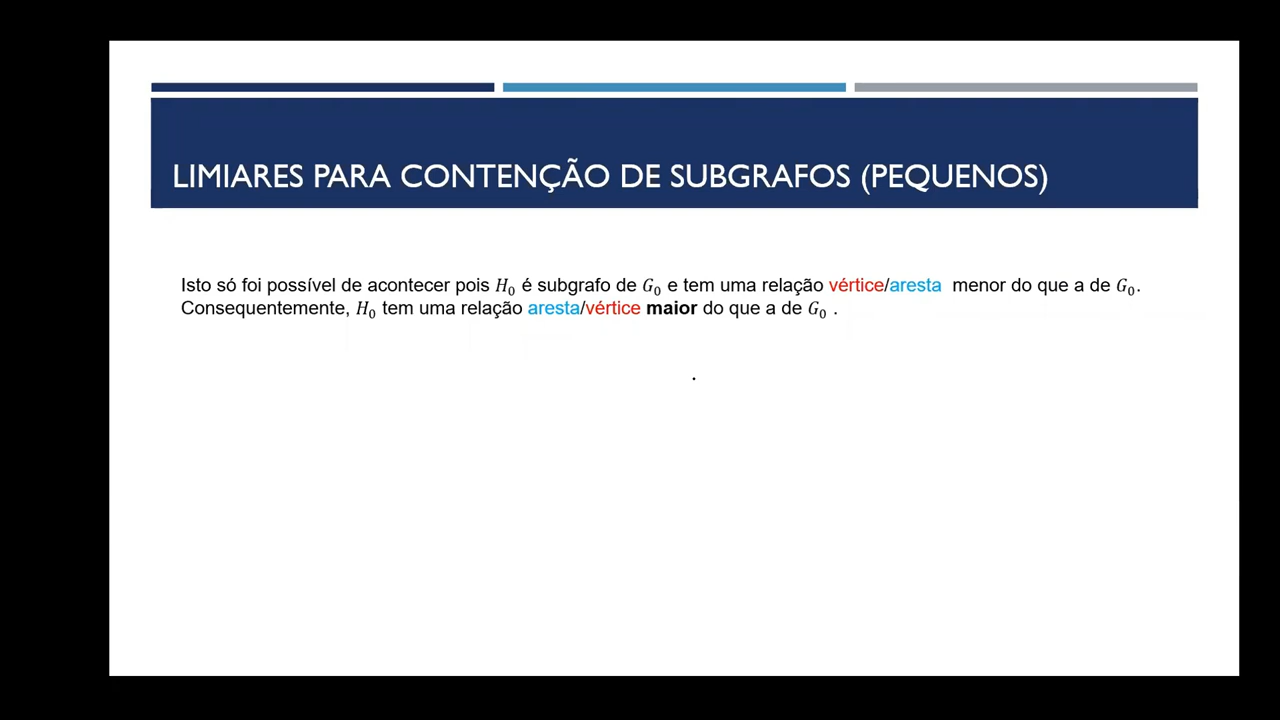 LIMIARES PARA CONTENÇÃO DE SUBGRAFOS (PEQUENOS)
Isto só foi possível de acontecer pois H₀ é subgrafo de G₀ e tem uma relação vértice/aresta menor do que a de G₀.
Consequentemente, H₀ tem uma relação aresta/vértice maior do que a de G₀ .
.